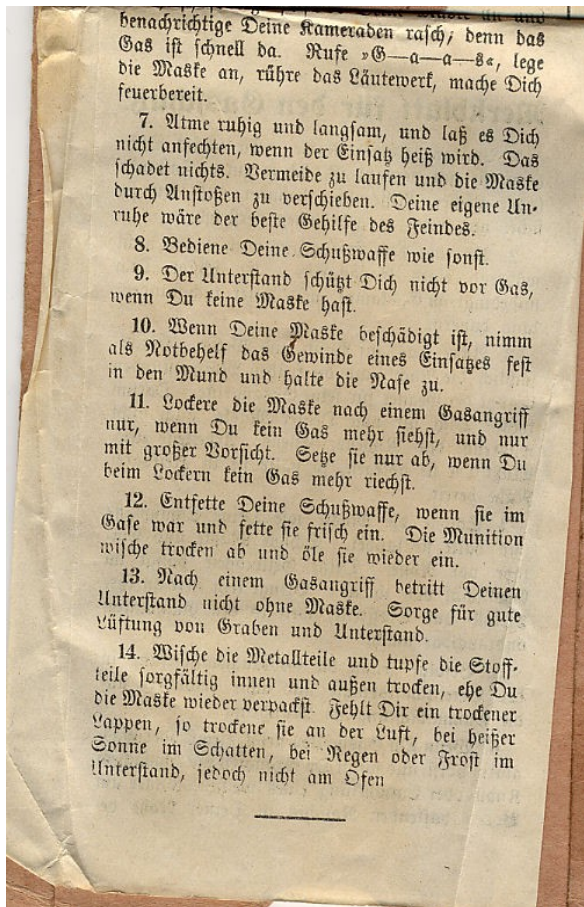 benachrichtige Deine Kameraden rasch, denn das
Gas ist schnell da. Rufe »G—a—a—s«, lege
die Maske an, rühre das Läutewerk, mache Dich
feuerbereit.
7. Atme ruhig und langsam, und laß es Dich
nicht anfechten, wenn der Einsatz heiß wird. Das
schadet nichts. Vermeide zu laufen und die Maske
durch Anstoßen zu verschieben. Deine eigene Un-
ruhe wäre der beste Gehilfe des Feindes.
8. Bediene Deine Schußwaffe wie sonst.
9. Der Unterstand schützt Dich nicht vor Gas,
wenn Du keine Maske hast.
10. Wenn Deine Maske beschädigt ist, nimm
als Notbehelf das Gewinde eines Einsatzes fest
in den Mund und halte die Nase zu.
11. Lockere die Maske nach einem Gasangriff
nur, wenn Du kein Gas mehr siehst, und nur
mit großer Vorsicht. Setze sie nur ab, wenn Du
beim Lockern kein Gas mehr riechst.
12. Entfette Deine Schußwaffe, wenn sie im
Gase war und fette sie frisch ein. Die Munition
wische trocken ab und öle sie wieder ein.
13. Nach einem Gasangriff betritt Deinen
Unterstand nicht ohne Maske. Sorge für gute
Lüftung von Graben und Unterstand.
14. Wische die Metallteile und tupfe die Stoff-
teile sorgfältig innen und außen trocken, ehe Du
die Maske wieder verpackst. Fehlt Dir ein trockener
Lappen, so trockene sie an der Luft, bei heißer
Sonne im Schatten, bei Regen oder Frost im
Unterstand, jedoch nicht am Ofen